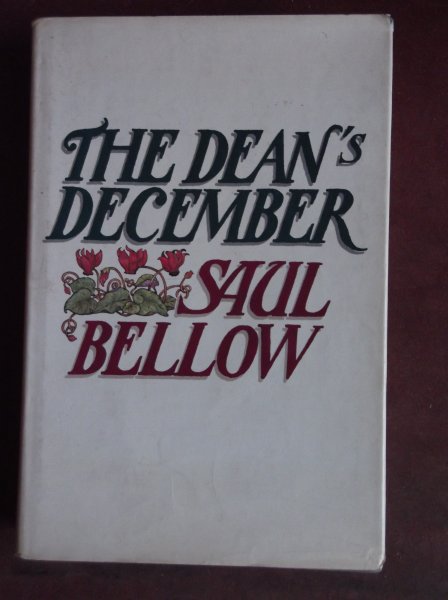 THE DEAN's
DECEMBER
SAUL
BELLOW